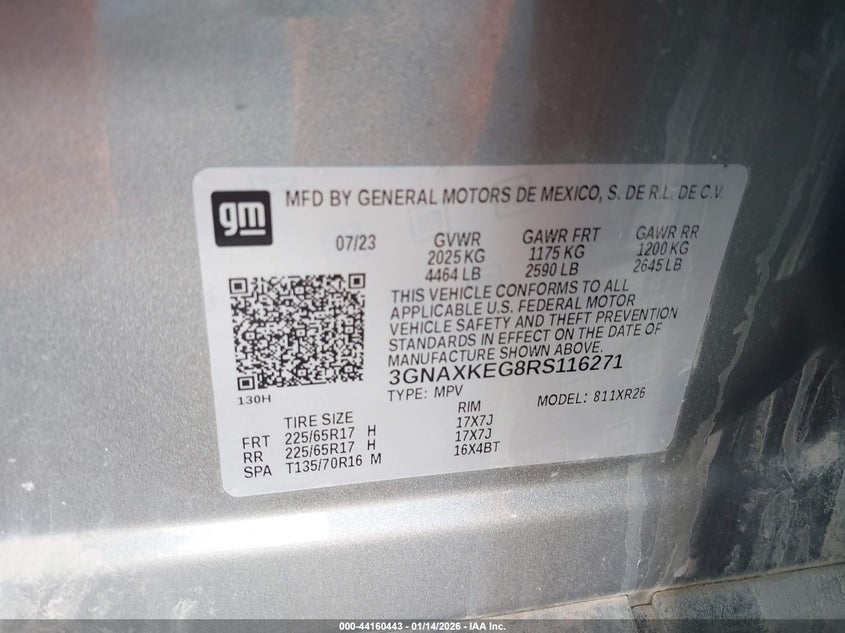 gm
MFD BY GENERAL MOTORS DE MEXICO, S. DE R.L. DE C.V.
07/23 GVWR GAWR FRT GAWR RR
2025 KG 1175 KG 1200 KG
4464 LB 2590 LB 2645 LB
THIS VEHICLE CONFORMS TO ALL
APPLICABLE U.S. FEDERAL MOTOR
VEHICLE SAFETY AND THEFT PREVENTION
STANDARDS IN EFFECT ON THE DATE OF
MANUFACTURE SHOWN ABOVE.
3GNAXKEG8RS116271
130H
TYPE: MPV MODEL: 811XR26
TIRE SIZE RIM
FRT 225/65R17 H 17X7J
RR 225/65R17 H 17X7J
SPA T135/70R16 M 16X4BT
000-44160443 - 01/14/2026 - IAA Inc.